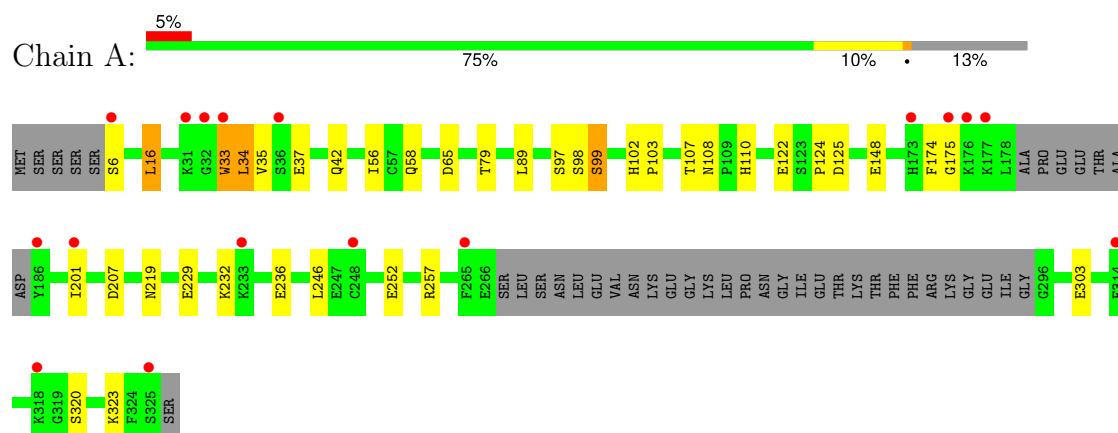 5%
Chain A:
75% 10% • 13%
MET SER SER SER SER S6 L16 K31 G32 W33 L34 V35 S36 E37 Q42 I56 C57 Q58 D65 T79 L89 S97 S98 S99 H102 P103 T107 N108 P109 H110 E122 S123 P124 D125 E148 H173 F174 G175 K176 K177 L178 ALA PRO GLU GLU THR ALA
ASP Y186 I201 D207 N219 E229 K232 K233 E236 L246 E247 C248 E252 R257 F265 E266 SER LEU SER ASN LEU GLU VAL ASN LYS GLU GLY LYS LEU PRO ASN GLY ILE GLU THR LYS THR PHE PHE ARG LYS GLY GLU ILE GLY G296 E303
K318 G319 S320 K323 F324 S325 SER